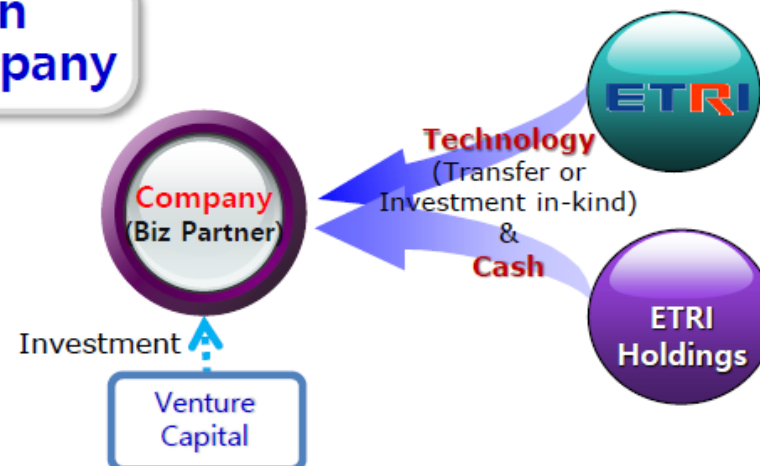 n
pany
ETRI
Technology
(Transfer or
Investment in-kind)
&
Cash
Company
(Biz Partner)
ETRI
Holdings
Investment
Venture
Capital